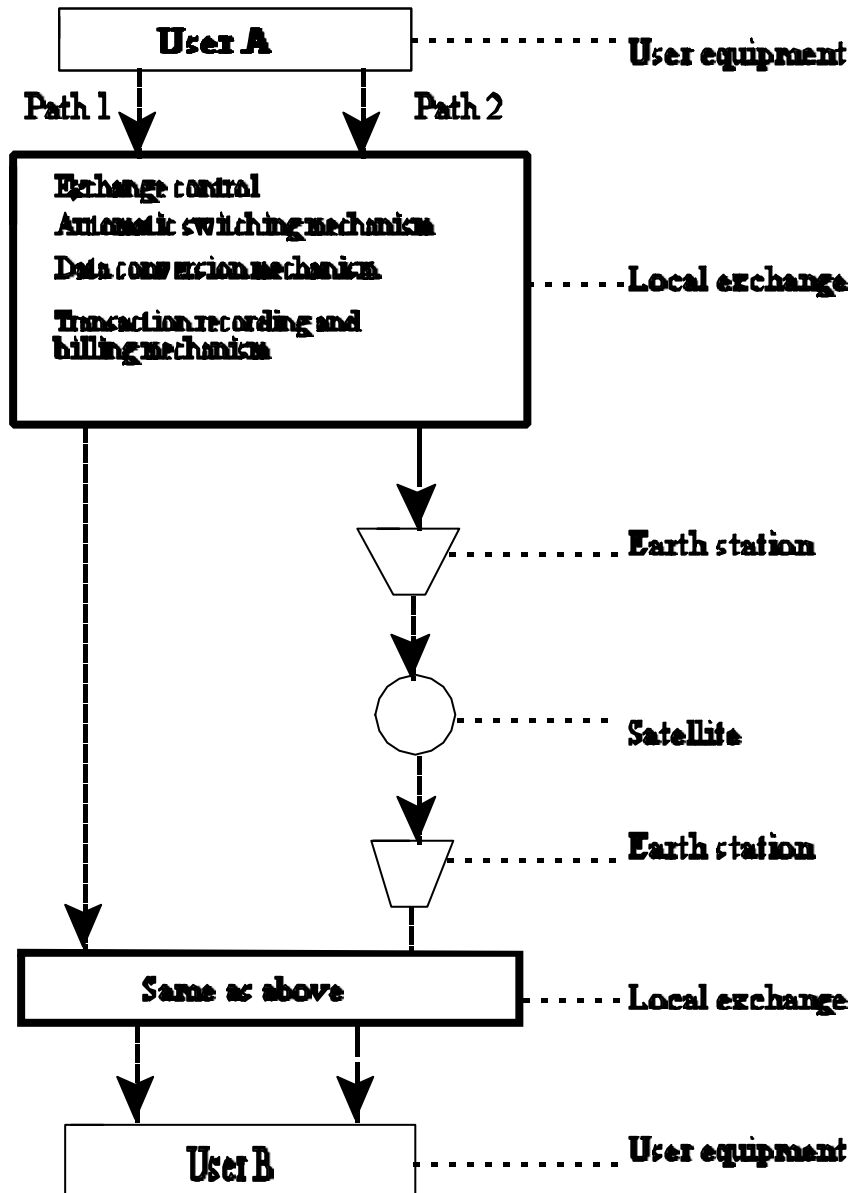 User A
User equipment
Path 1
Path 2
Exchange control
Automatic switching mechanism
Data conversion mechanism
Transaction recording and
billing mechanism
Local exchange
Earth station
Satellite
Earth station
Same as above
Local exchange
User B
User equipment